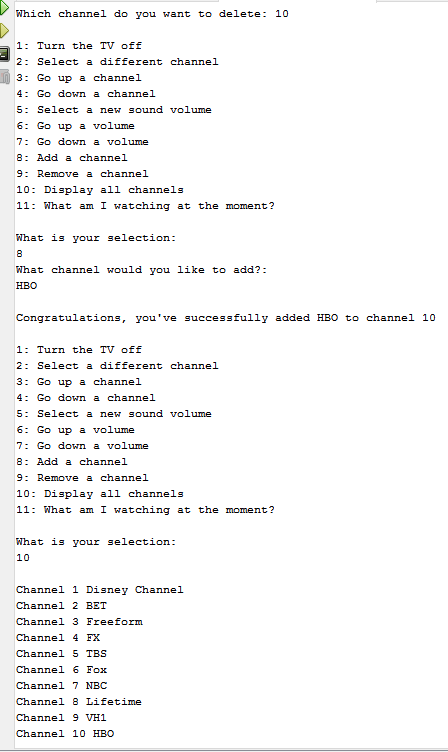 Which channel do you want to delete: 10
1: Turn the TV off
2: Select a different channel
3: Go up a channel
4: Go down a channel
5: Select a new sound volume
6: Go up a volume
7: Go down a volume
8: Add a channel
9: Remove a channel
10: Display all channels
11: What am I watching at the moment?
What is your selection:
8
What channel would you like to add?:
HBO
Congratulations, you've successfully added HBO to channel 10
1: Turn the TV off
2: Select a different channel
3: Go up a channel
4: Go down a channel
5: Select a new sound volume
6: Go up a volume
7: Go down a volume
8: Add a channel
9: Remove a channel
10: Display all channels
11: What am I watching at the moment?
What is your selection:
10
Channel 1 Disney Channel
Channel 2 BET
Channel 3 Freeform
Channel 4 FX
Channel 5 TBS
Channel 6 Fox
Channel 7 NBC
Channel 8 Lifetime
Channel 9 VH1
Channel 10 HBO